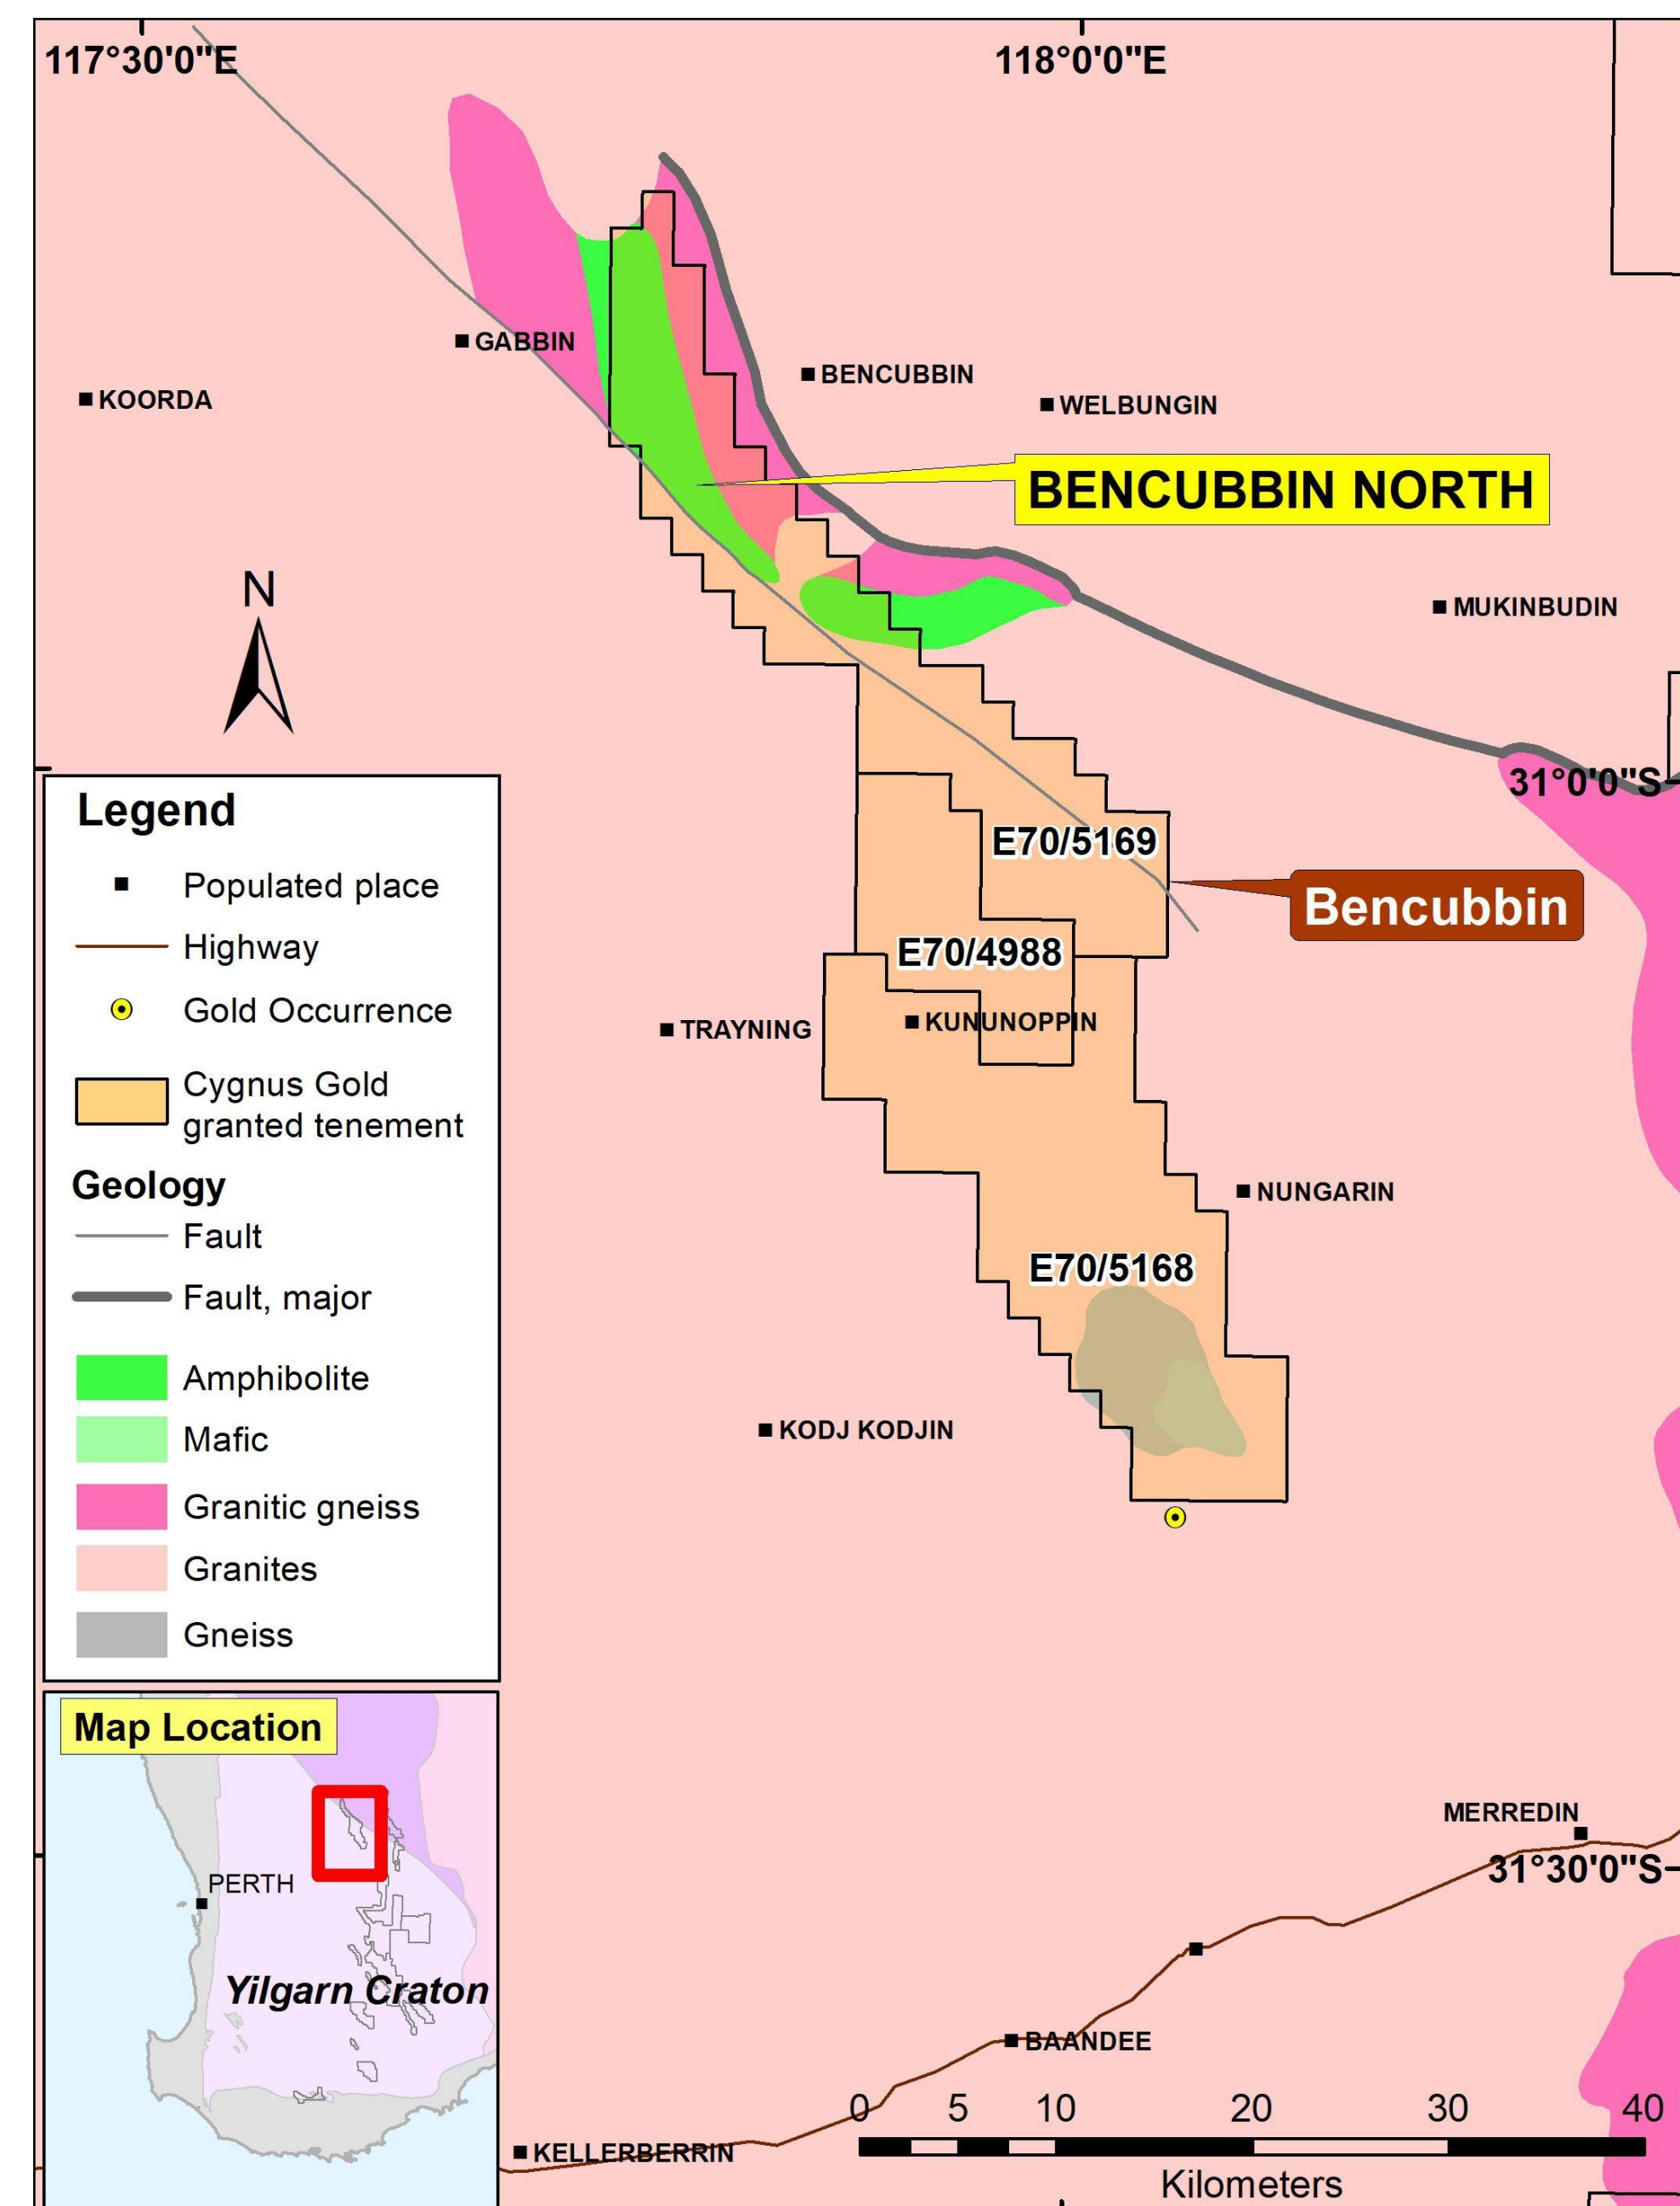 117°30'0"E
118°0'0"E
GABBIN
BENCUBBIN
KOORDA
WELBUNGIN
BENCUBBIN NORTH
N
MUKINBUDIN
31°0'0"S
E70/5169
Bencubbin
E70/4988
KUNUNOPPIN
TRAYNING
NUNGARIN
E70/5168
KODJ KODJIN
Legend
Populated place
Highway
Gold Occurrence
Cygnus Gold
granted tenement
Geology
Fault
Fault, major
Amphibolite
Mafic
Granitic gneiss
Granites
Gneiss
Map Location
PERTH
Yilgarn Craton
MERREDIN
31°30'0"S
BAANDEE
KELLERBERRIN
0 5 10 20 30 40
Kilometers